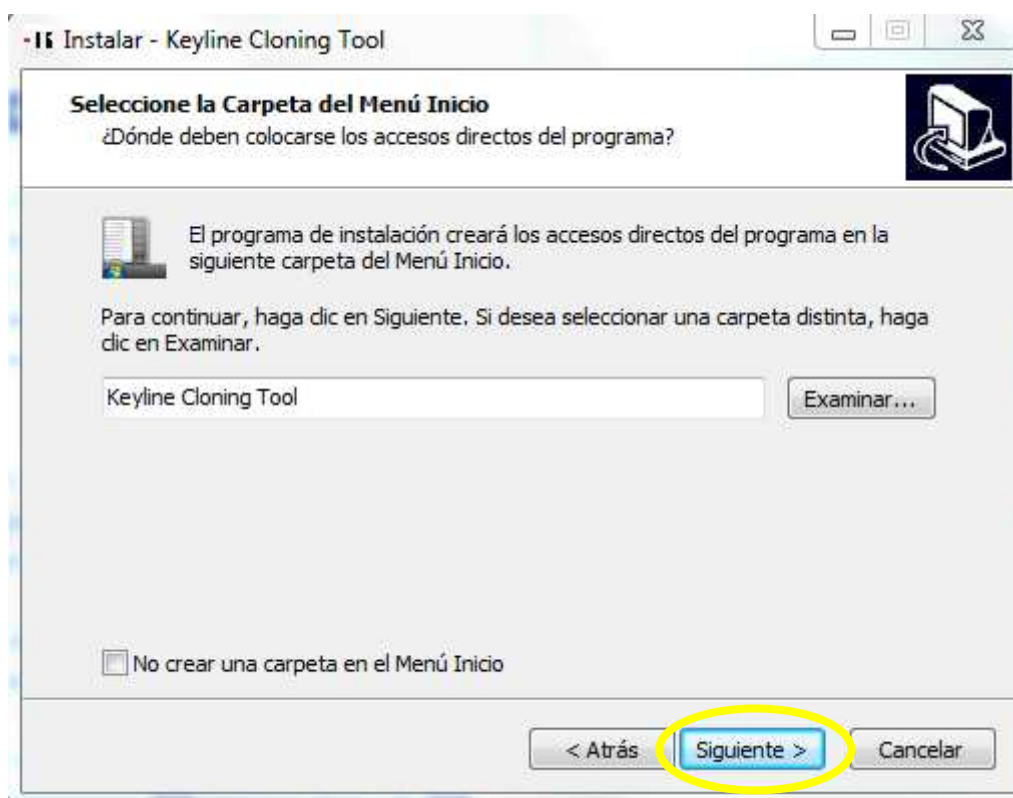 Instalar - Keyline Cloning Tool
Seleccione la Carpeta del Menú Inicio
¿Dónde deben colocarse los accesos directos del programa?
El programa de instalación creará los accesos directos del programa en la
siguiente carpeta del Menú Inicio.
Para continuar, haga clic en Siguiente. Si desea seleccionar una carpeta distinta, haga
clic en Examinar.
Keyline Cloning Tool
Examinar...
No crear una carpeta en el Menú Inicio
< Atrás
Siguiente >
Cancelar